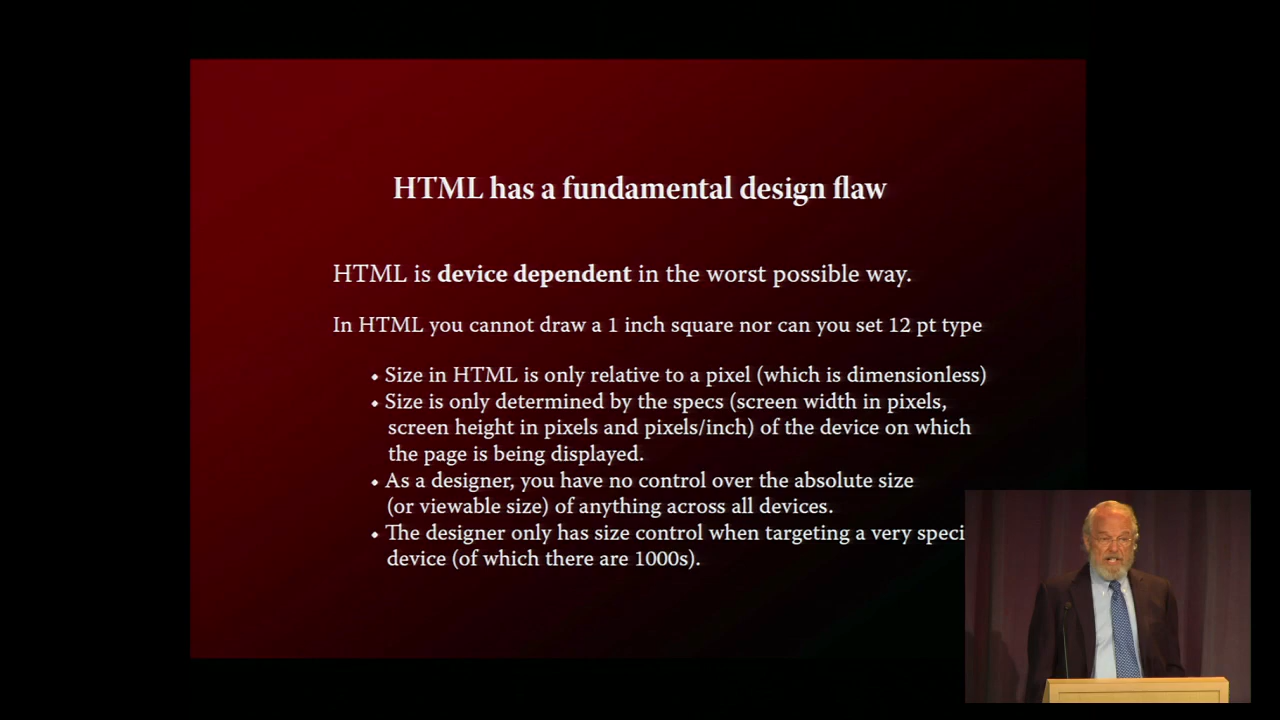 HTML has a fundamental design flaw
HTML is device dependent in the worst possible way.
In HTML you cannot draw a 1 inch square nor can you set 12 pt type
• Size in HTML is only relative to a pixel (which is dimensionless)
• Size is only determined by the specs (screen width in pixels,
screen height in pixels and pixels/inch) of the device on which
the page is being displayed.
• As a designer, you have no control over the absolute size
(or viewable size) of anything across all devices.
• The designer only has size control when targeting a very speci
device (of which there are 1000s).